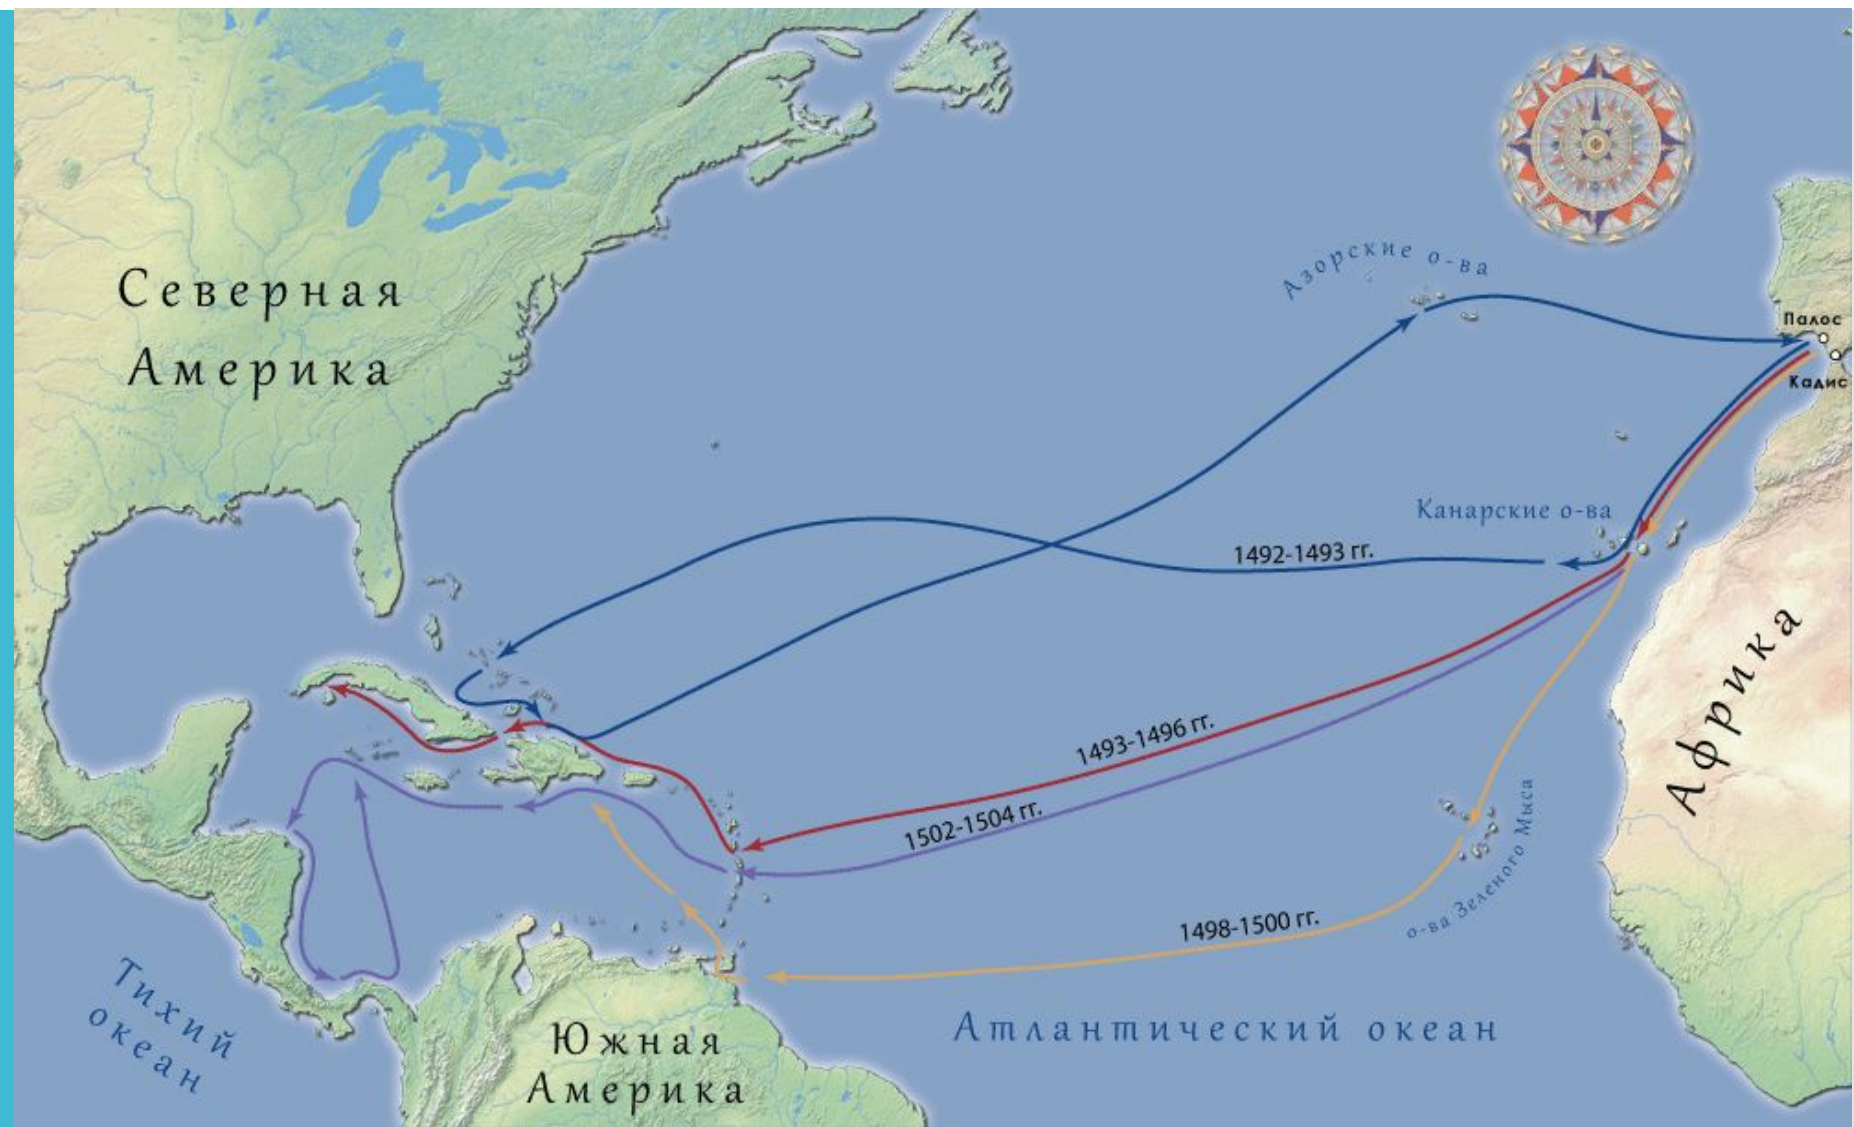 Северная
Америка
Азорские о-ва
Палос
Кадис
Канарские о-ва
1492-1493 гг.
Африка
1493-1496 гг.
1502-1504 гг.
о-ва Зеленого Мыса
1498-1500 гг.
Тихий
океан
Южная
Америка
Атлантический океан